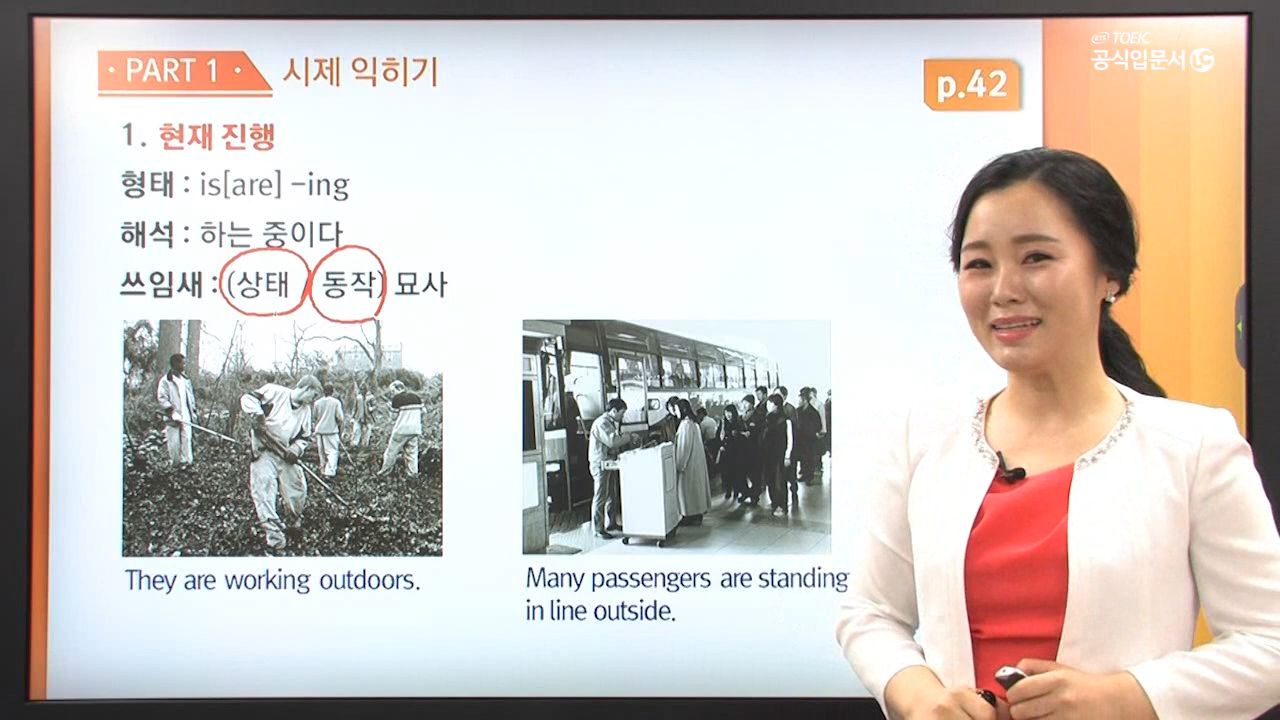 · PART 1 · 시제 익히기
ETS TOEIC
공식입문서 LC
p.42
1. 현재 진행
형태 : is[are] -ing
해석 : 하는 중이다
쓰임새 : (상태 / 동작) 묘사
They are working outdoors.
Many passengers are standing
in line outside.